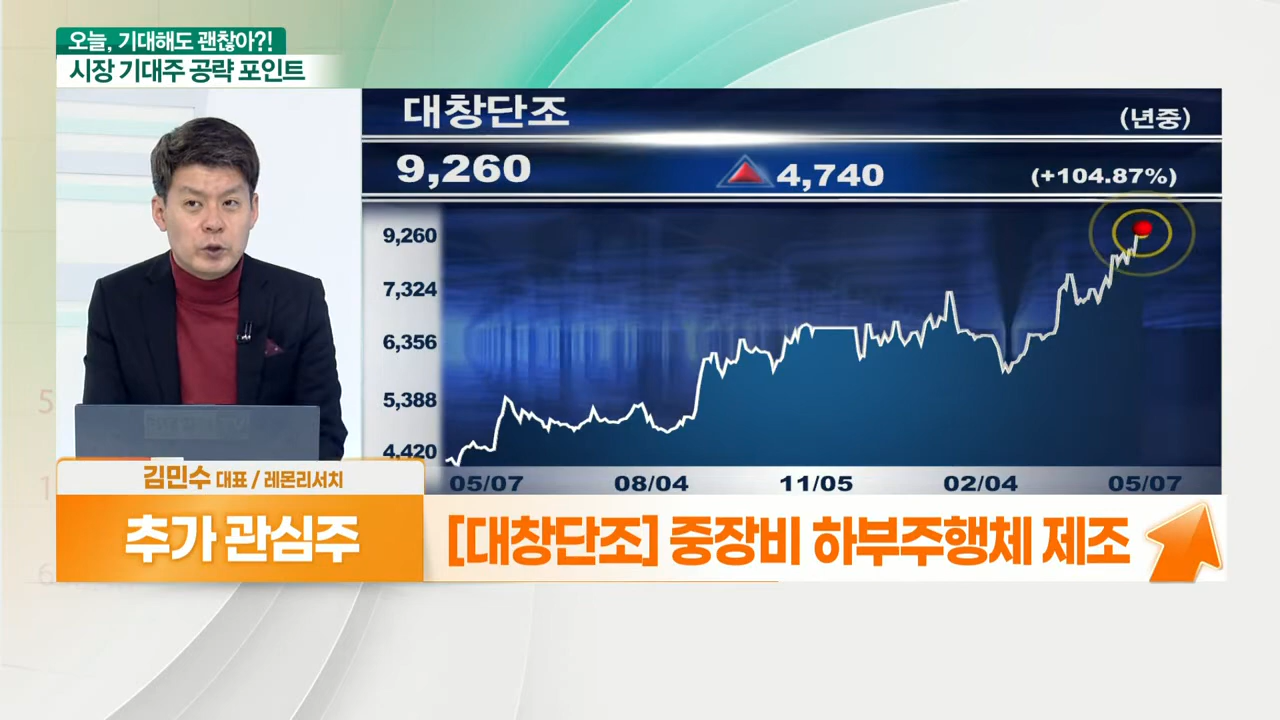 오늘, 기대해도 괜찮아?!
시장 기대주 공략 포인트
대창단조
(년중)
9,260
4,740
(+104.87%)
9,260
7,324
6,356
5,388
4,420
05/07
08/04
11/05
02/04
05/07
김민수 대표 / 레몬리서치
추가 관심주
[대창단조] 중장비 하부주행체 제조